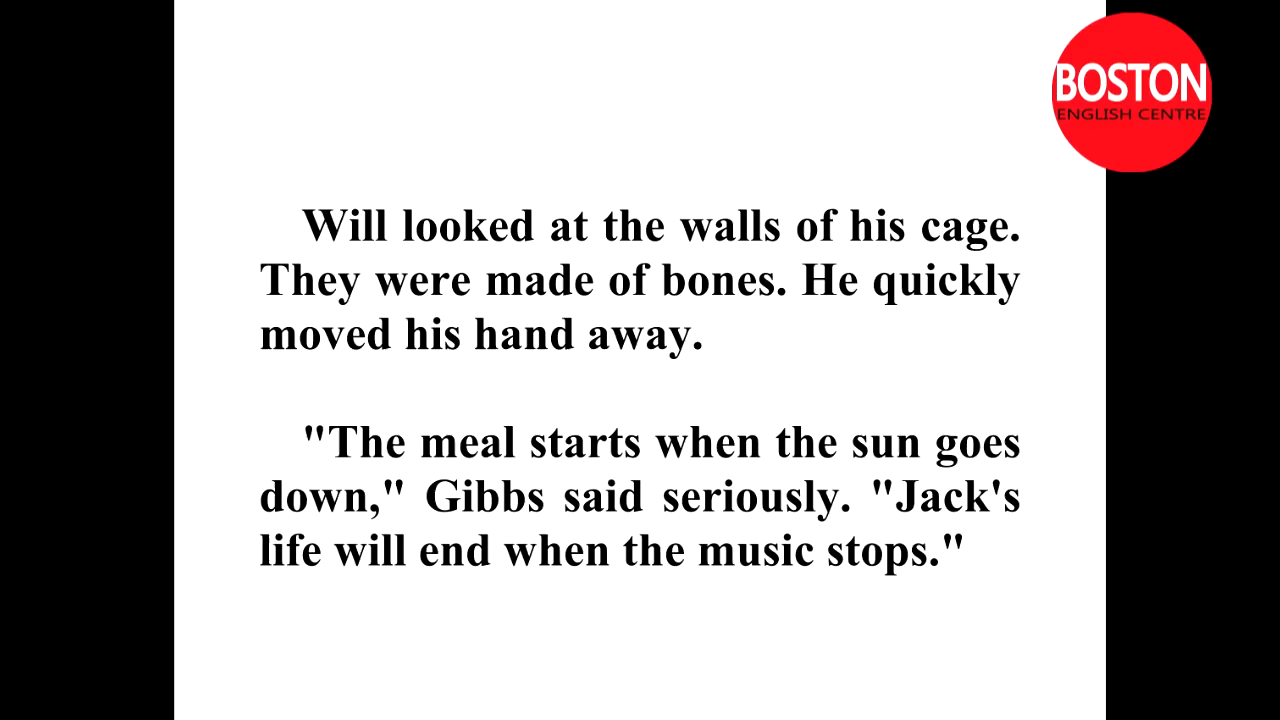 BOSTON
ENGLISH CENTRE
Will looked at the walls of his cage.
They were made of bones. He quickly
moved his hand away.
"The meal starts when the sun goes
down," Gibbs said seriously. "Jack's
life will end when the music stops."